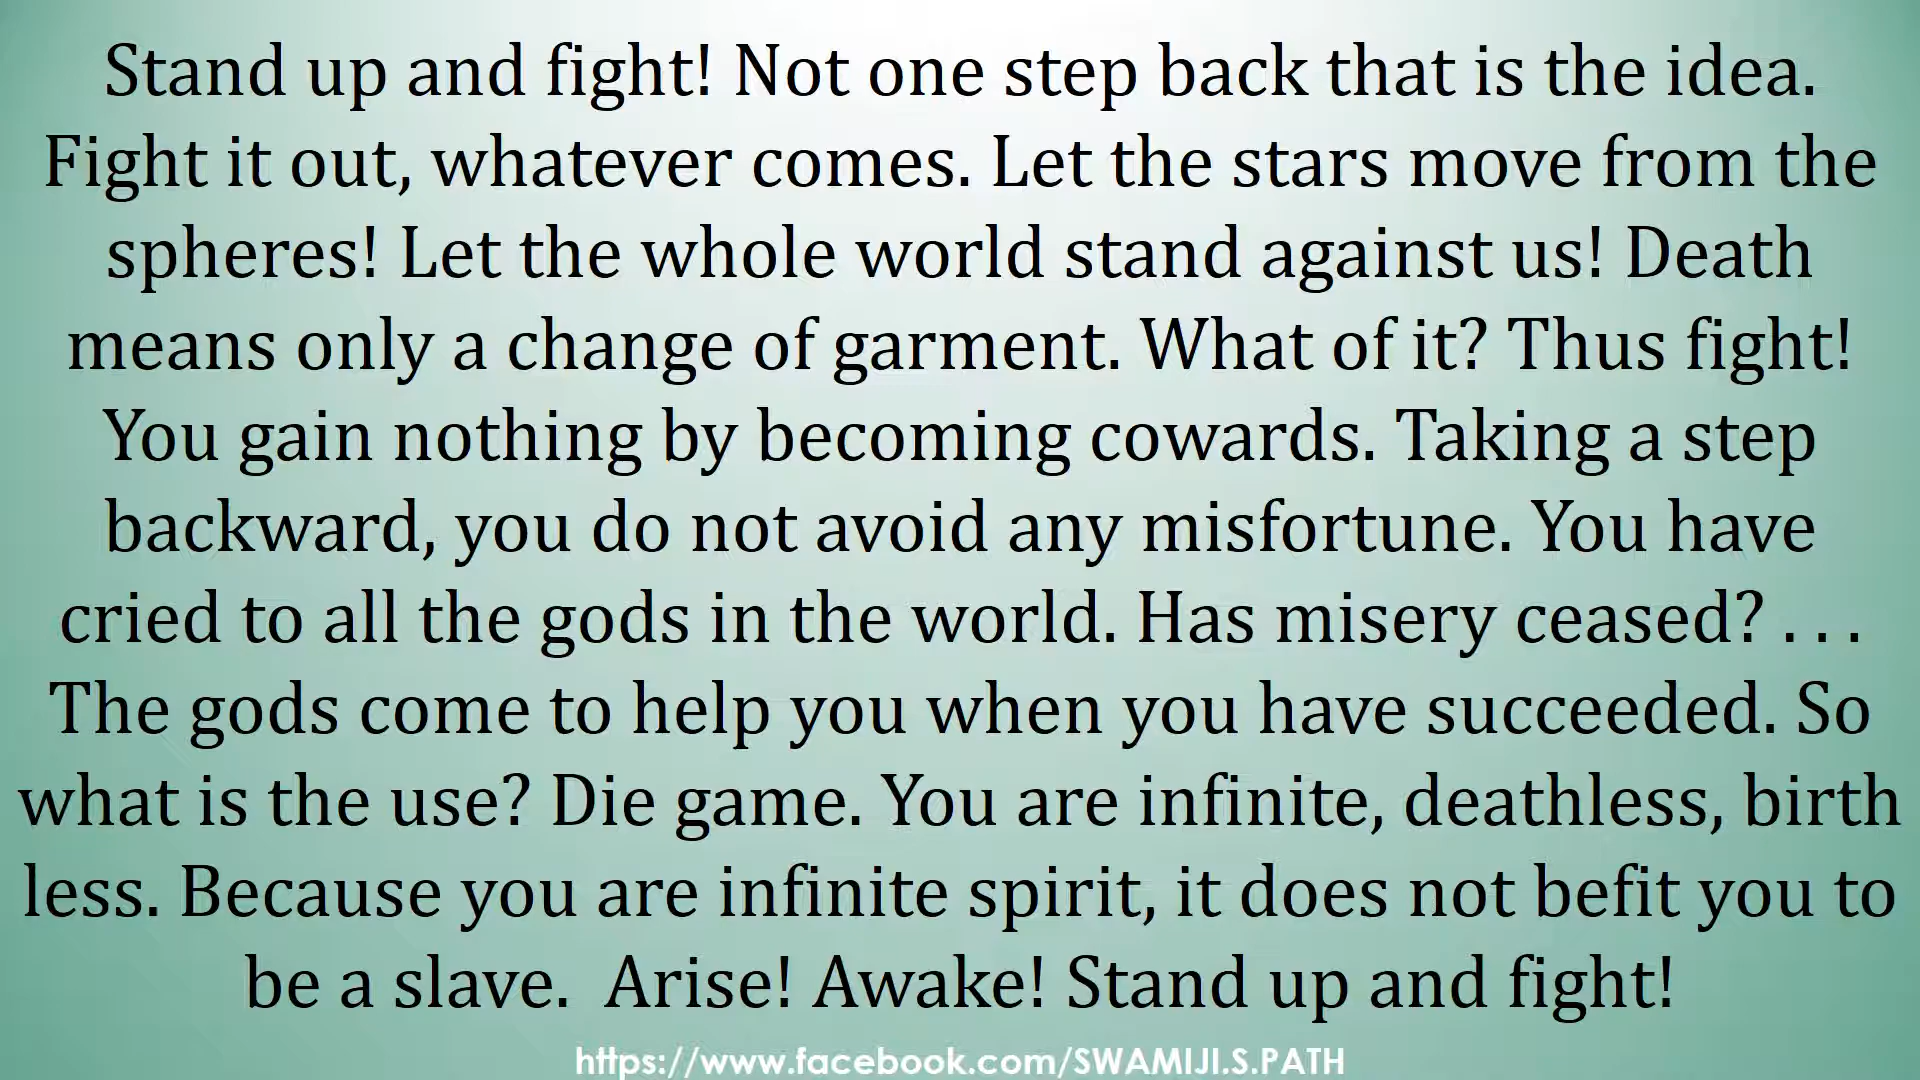 Stand up and fight! Not one step back that is the idea.
Fight it out, whatever comes. Let the stars move from the
spheres! Let the whole world stand against us! Death
means only a change of garment. What of it? Thus fight!
You gain nothing by becoming cowards. Taking a step
backward, you do not avoid any misfortune. You have
cried to all the gods in the world. Has misery ceased? . . .
The gods come to help you when you have succeeded. So
what is the use? Die game. You are infinite, deathless, birth
less. Because you are infinite spirit, it does not befit you to
be a slave.  Arise! Awake! Stand up and fight!
https://www.facebook.com/SWAMIJI.S.PATH